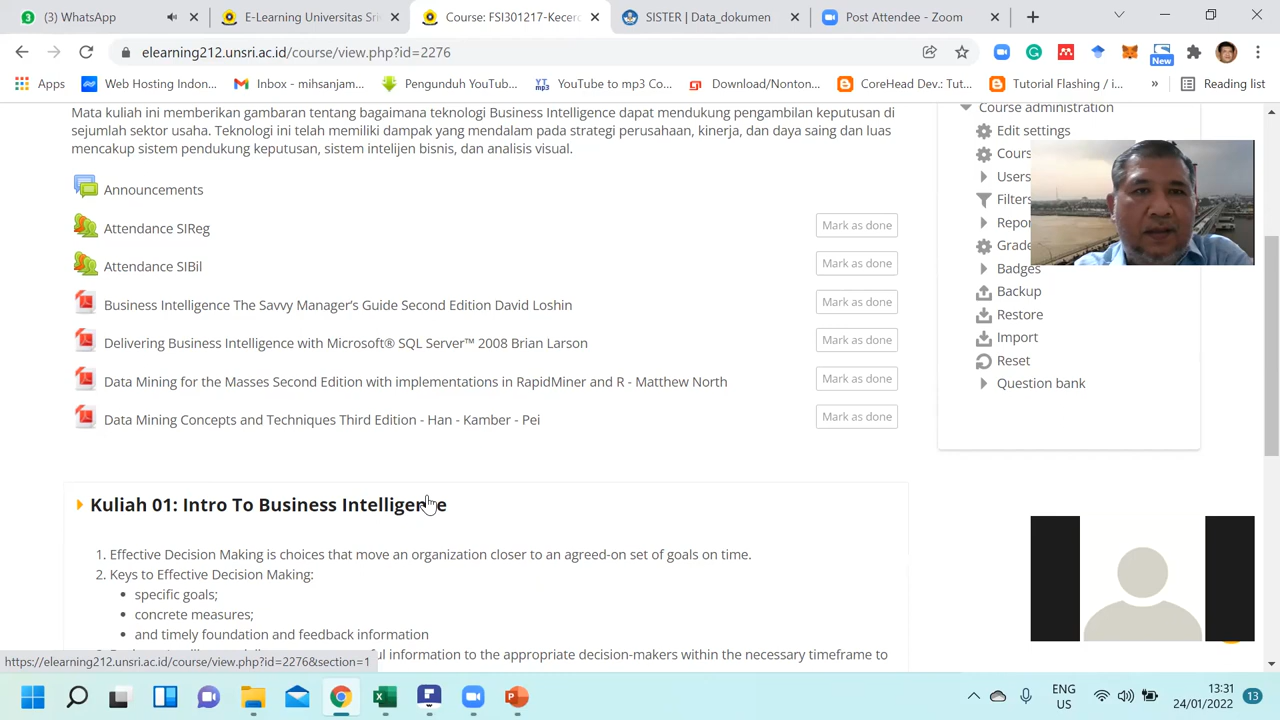 3
WhatsApp
E-Learning Universitas Sri
Course: FSI301217-Kecerd
SISTER | Data_dokumen
Post Attendee - Zoom
elearning212.unsri.ac.id/course/view.php?id=2276
New
Apps
Web Hosting Indon...
Inbox - mihsanjam...
Pengunduh YouTub...
YouTube to mp3 Co...
Download/Nonton...
CoreHead Dev.: Tut...
Tutorial Flashing / i...
»
Reading list
Mata kuliah ini memberikan gambaran tentang bagaimana teknologi Business Intelligence dapat mendukung pengambilan keputusan di
sejumlah sektor usaha. Teknologi ini telah memiliki dampak yang mendalam pada strategi perusahaan, kinerja, dan daya saing dan luas
mencakup sistem pendukung keputusan, sistem intelijen bisnis, dan analisis visual.
Announcements
Attendance SIReg
Mark as done
Attendance SIBil
Mark as done
Business Intelligence The Savvy Manager's Guide Second Edition David Loshin
Mark as done
Delivering Business Intelligence with Microsoft® SQL Server™ 2008 Brian Larson
Mark as done
Data Mining for the Masses Second Edition with implementations in RapidMiner and R - Matthew North
Mark as done
Data Mining Concepts and Techniques Third Edition - Han - Kamber - Pei
Mark as done
Kuliah 01: Intro To Business Intelligence
1. Effective Decision Making is choices that move an organization closer to an agreed-on set of goals on time.
2. Keys to Effective Decision Making:
• specific goals;
• concrete measures;
• and timely foundation and feedback information
ful information to the appropriate decision-makers within the necessary timeframe to
https://elearning212.unsri.ac.id/course/view.php?id=2276&section=1
Course administration
Edit settings
Cours
Users
Filters
Repor
Grade
Badges
Backup
Restore
Import
Reset
Question bank
ENG
US
13:31
24/01/2022
13